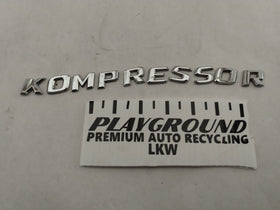 KOMPRESSOR
PLAYGROUND
PREMIUM AUTO RECYCLING
LKW